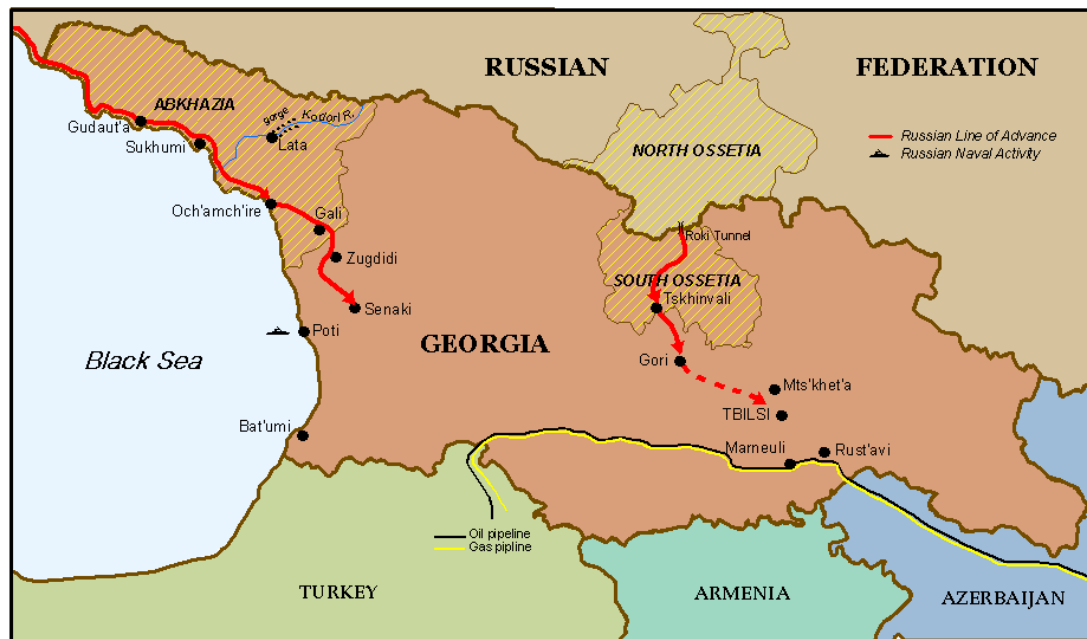 RUSSIAN
FEDERATION
ABKHAZIA
gorge
Kodori R.
Gudaut'a
Lata
Sukhumi
Russian Line of Advance
Russian Naval Activity
NORTH OSSETIA
Och'amch'ire
Gali
Roki Tunnel
Zugdidi
SOUTH OSSETIA
Tskhinvali
Senaki
Poti
GEORGIA
Black Sea
Gori
Mts'khet'a
TBILSI
Bat'umi
Marneuli
Rust'avi
Oil pipeline
Gas pipline
TURKEY
ARMENIA
AZERBAIJAN